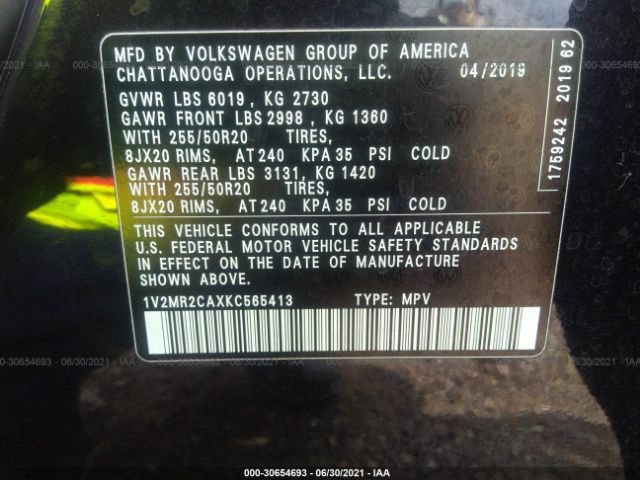 MFD BY VOLKSWAGEN GROUP OF AMERICA
CHATTANOOGA OPERATIONS, LLC. 04/2019
GVWR LBS 6019 , KG 2730
GAWR FRONT LBS 2998 , KG 1360
WITH 255/50R20 TIRES,
8JX20 RIMS, AT 240 KPA 35 PSI COLD
GAWR REAR LBS 3131, KG 1420
WITH 255/50R20 TIRES,
8JX20 RIMS, AT 240 KPA 35 PSI COLD
THIS VEHICLE CONFORMS TO ALL APPLICABLE
U.S. FEDERAL MOTOR VEHICLE SAFETY STANDARDS
IN EFFECT ON THE DATE OF MANUFACTURE
SHOWN ABOVE.
1V2MR2CAXKC565413 TYPE: MPV
1759242 2019 62
000-30654693 - 06/30/2021 - IAA